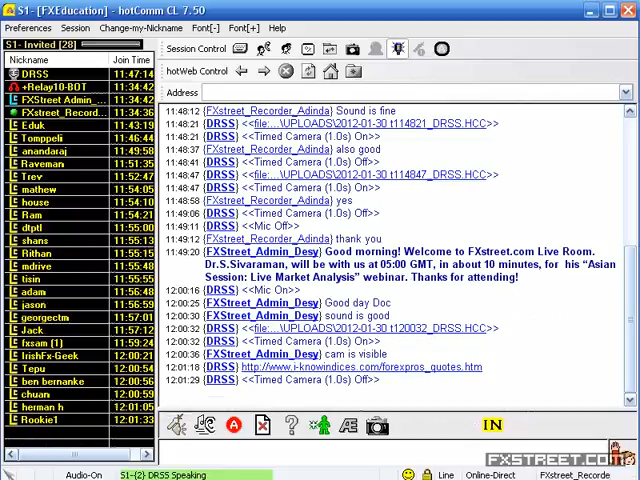 S1- [FXEducation] - hotComm CL 7.50
Preferences Session Change-my-Nickname Font[-] Font[+] Help
S1- Invited [28]
Session Control
hotWeb Control
Address
Nickname Join Time
DRSS 11:47:14
+Relay10-BOT 11:34:42
FXStreet Admin_... 11:34:42
FXstreet_Record... 11:34:36
Eduk 11:43:19
Tomppeli 11:46:44
anandaraj 11:49:58
Raveman 11:51:35
Trev 11:52:47
mathew 11:54:05
house 11:54:10
Ram 11:54:21
dtptl 11:55:00
shans 11:55:13
Rithan 11:55:15
mdrive 11:55:48
tisin 11:55:55
adam 11:56:48
jason 11:56:59
georgectm 11:57:01
Jack 11:57:12
fxsam (1) 11:59:24
IrishFx-Geek 12:00:21
Tepu 12:00:54
ben bernanke 12:00:56
chuan 12:00:58
herman h 12:01:05
Rookie1 12:01:33
11:48:12 {FXstreet_Recorder_Adinda} Sound is fine
11:48:21 {DRSS} <<file:...\UPLOADS\2012-01-30 t114821_DRSS.HCC>>
11:48:21 {DRSS} <<Timed Camera (1.0s) On>>
11:48:37 {FXstreet_Recorder_Adinda} also good
11:48:41 {DRSS} <<Timed Camera (1.0s) Off>>
11:48:47 {DRSS} <<file:...\UPLOADS\2012-01-30 t114847_DRSS.HCC>>
11:48:47 {DRSS} <<Timed Camera (1.0s) On>>
11:48:58 {FXstreet_Recorder_Adinda} yes
11:49:06 {DRSS} <<Timed Camera (1.0s) Off>>
11:49:11 {DRSS} <<Mic Off>>
11:49:12 {FXstreet_Recorder_Adinda} thank you
11:49:20 {FXStreet_Admin_Desy} Good morning! Welcome to FXstreet.com Live Room.
Dr.S.Sivaraman, will be with us at 05:00 GMT, in about 10 minutes, for his "Asian
Session: Live Market Analysis" webinar. Thanks for attending!
12:00:16 {DRSS} <<Mic On>>
12:00:25 {FXStreet_Admin_Desy} Good day Doc
12:00:30 {FXStreet_Admin_Desy} sound is good
12:00:32 {DRSS} <<file:...\UPLOADS\2012-01-30 t120032_DRSS.HCC>>
12:00:32 {DRSS} <<Timed Camera (1.0s) On>>
12:00:36 {FXStreet_Admin_Desy} cam is visible
12:01:18 {DRSS} http://www.i-knowindices.com/forexpros_quotes.htm
12:01:29 {DRSS} <<Timed Camera (1.0s) Off>>
A ? Æ IN
FXSTREET.COM
Audio-On S1-{2} DRSS Speaking Line Online-Direct FXstreet_Recorde